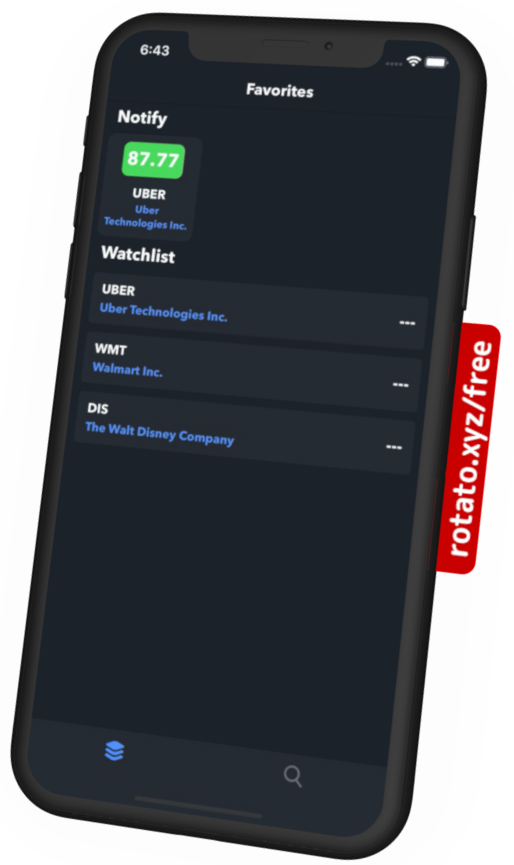 6:43
Favorites
Notify
87.77
UBER
Uber
Technologies Inc.
Watchlist
UBER
Uber Technologies Inc.
---
WMT
Walmart Inc.
---
DIS
The Walt Disney Company
---
rotato.xyz/free